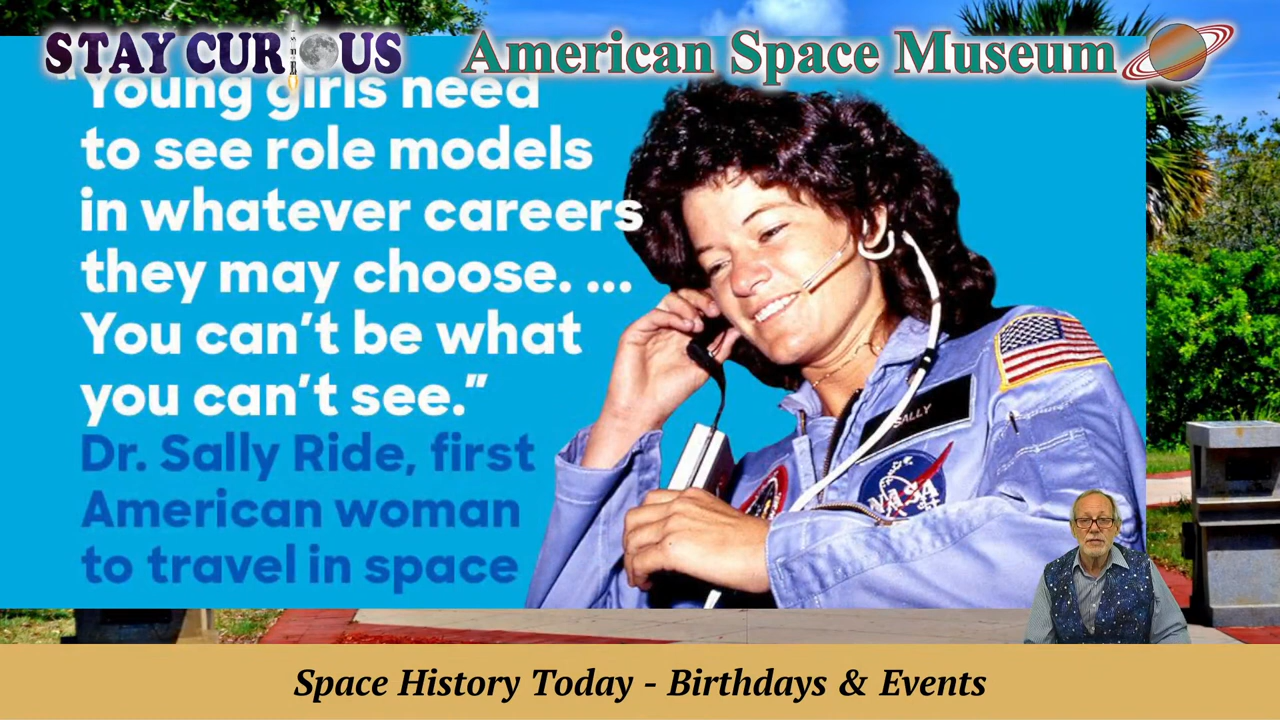 STAY CURIOUS
American Space Museum
"Young girls need
to see role models
in whatever careers
they may choose. ...
You can't be what
you can't see."
Dr. Sally Ride, first
American woman
to travel in space
SALLY
NASA
Space History Today - Birthdays & Events